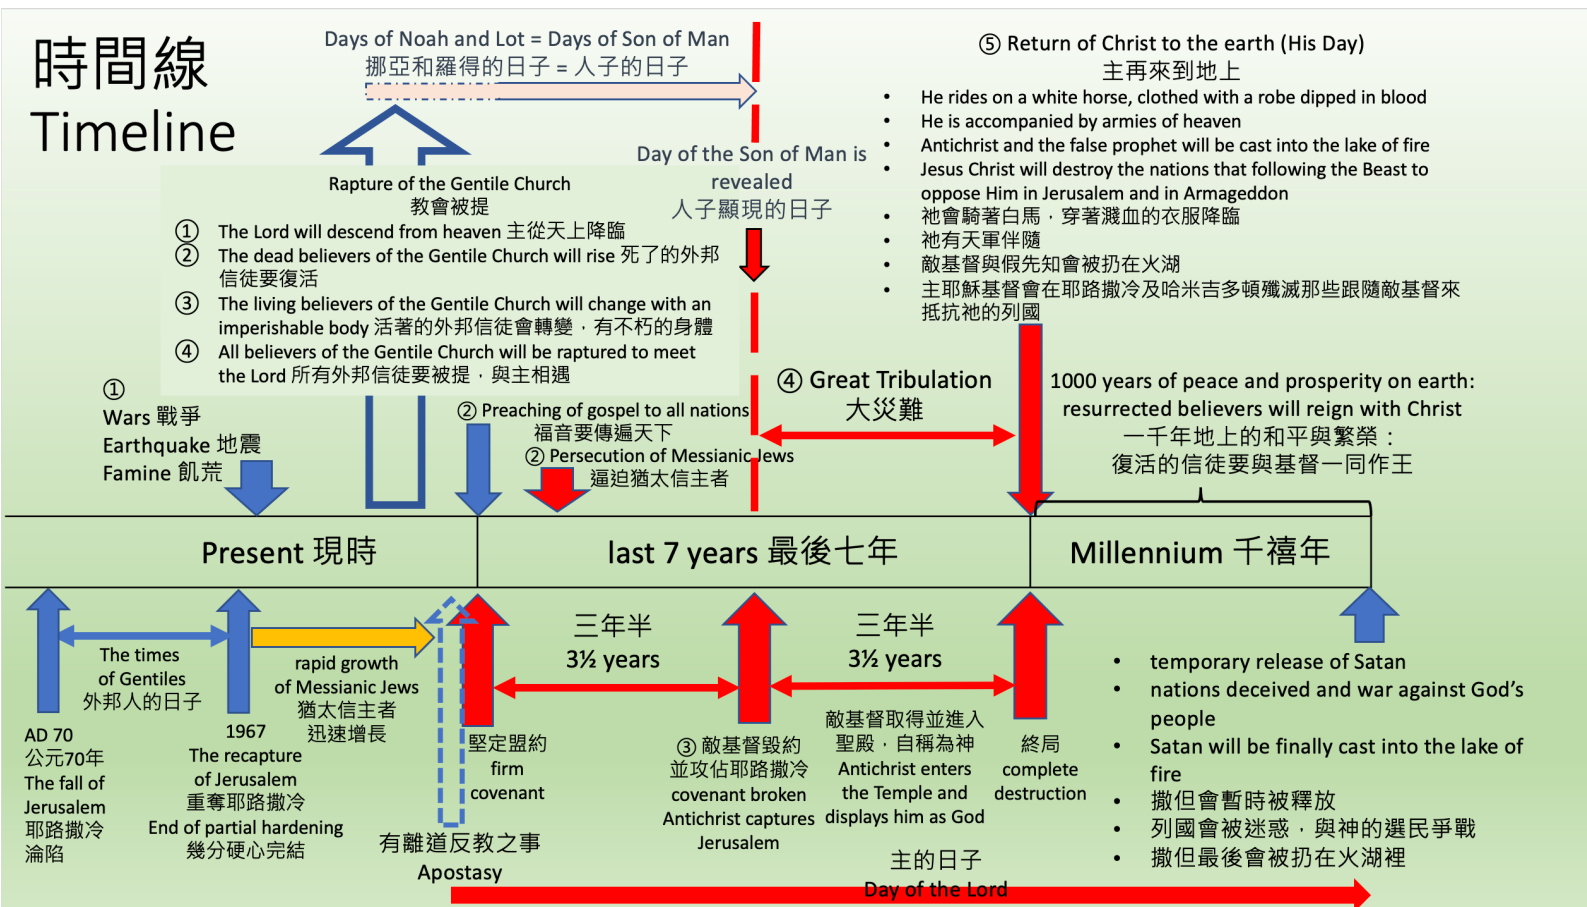 時間線
Timeline
Days of Noah and Lot = Days of Son of Man
挪亞和羅得的日子 = 人子的日子
Rapture of the Gentile Church
教會被提
① The Lord will descend from heaven 主從天上降臨
② The dead believers of the Gentile Church will rise 死了的外邦
信徒要復活
③ The living believers of the Gentile Church will change with an
imperishable body 活著的外邦信徒會轉變，有不朽的身體
④ All believers of the Gentile Church will be raptured to meet
the Lord 所有外邦信徒要被提，與主相遇
Day of the Son of Man is
revealed
人子顯現的日子
⑤ Return of Christ to the earth (His Day)
主再來到地上
• He rides on a white horse, clothed with a robe dipped in blood
• He is accompanied by armies of heaven
• Antichrist and the false prophet will be cast into the lake of fire
• Jesus Christ will destroy the nations that following the Beast to
oppose Him in Jerusalem and in Armageddon
• 祂會騎著白馬，穿著濺血的衣服降臨
• 祂有天軍伴隨
• 敵基督與假先知會被扔在火湖
• 主耶穌基督會在耶路撒冷及哈米吉多頓殲滅那些跟隨敵基督來
抵抗祂的列國
①
Wars 戰爭
Earthquake 地震
Famine 飢荒
② Preaching of gospel to all nations
福音要傳遍天下
② Persecution of Messianic Jews
逼迫猶太信主者
④ Great Tribulation
大災難
1000 years of peace and prosperity on earth:
resurrected believers will reign with Christ
一千年地上的和平與繁榮：
復活的信徒要與基督一同作王
Present 現時
last 7 years 最後七年
Millennium 千禧年
The times
of Gentiles
外邦人的日子
AD 70
公元70年
The fall of
Jerusalem
耶路撒冷
淪陷
rapid growth
of Messianic Jews
猶太信主者
迅速增長
1967
The recapture
of Jerusalem
重奪耶路撒冷
End of partial hardening
幾分硬心完結
有離道反教之事
Apostasy
堅定盟約
firm
covenant
三年半
3½ years
③ 敵基督毀約
並攻佔耶路撒冷
covenant broken
Antichrist captures
Jerusalem
三年半
3½ years
敵基督取得並進入
聖殿，自稱為神
Antichrist enters
the Temple and
displays him as God
終局
complete
destruction
• temporary release of Satan
• nations deceived and war against God’s
people
• Satan will be finally cast into the lake of
fire
• 撒但會暫時被釋放
• 列國會被迷惑，與神的選民爭戰
• 撒但最後會被扔在火湖裡
主的日子
Day of the Lord